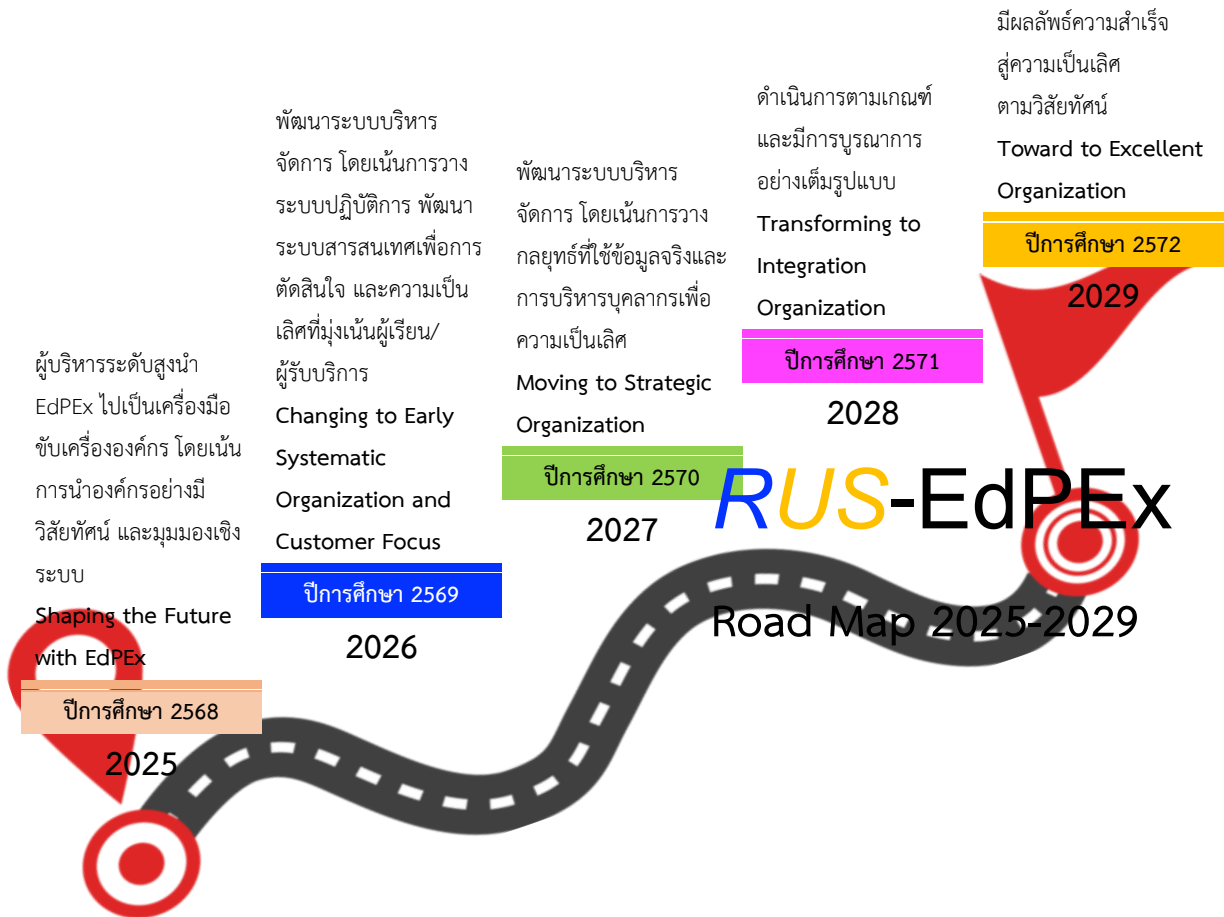 ผู้บริหารระดับสูงนำ
EdPEx ไปเป็นเครื่องมือ
ขับเครื่ององค์กร โดยเน้น
การนำองค์กรอย่างมี
วิสัยทัศน์ และมุมมองเชิง
ระบบ
Shaping the Future
with EdPEx
ปีการศึกษา 2568
2025
พัฒนาระบบบริหาร
จัดการ โดยเน้นการวาง
ระบบปฏิบัติการ พัฒนา
ระบบสารสนเทศเพื่อการ
ตัดสินใจ และความเป็น
เลิศที่มุ่งเน้นผู้เรียน/
ผู้รับบริการ
Changing to Early
Systematic
Organization and
Customer Focus
ปีการศึกษา 2569
2026
พัฒนาระบบบริหาร
จัดการ โดยเน้นการวาง
กลยุทธ์ที่ใช้ข้อมูลจริงและ
การบริหารบุคลากรเพื่อ
ความเป็นเลิศ
Moving to Strategic
Organization
ปีการศึกษา 2570
2027
ดำเนินการตามเกณฑ์
และมีการบูรณาการ
อย่างเต็มรูปแบบ
Transforming to
Integration
Organization
ปีการศึกษา 2571
2028
มีผลลัพธ์ความสำเร็จ
สู่ความเป็นเลิศ
ตามวิสัยทัศน์
Toward to Excellent
Organization
ปีการศึกษา 2572
2029
RUS-EdPEx
Road Map 2025-2029